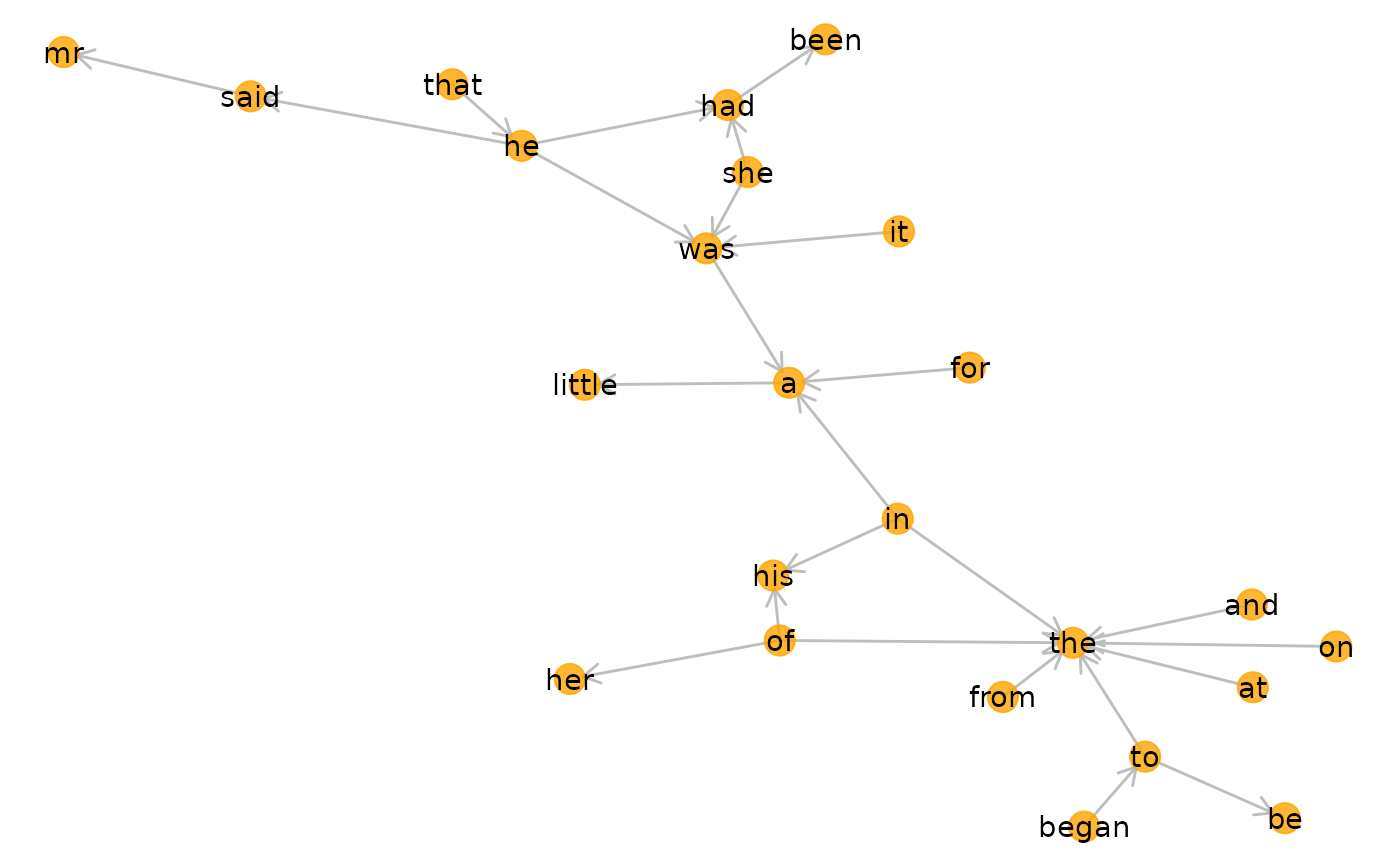 been
mr
that
said
had
he
she
it
was
for
little
a
in
his
and
of
the
on
her
at
from
to
be
began